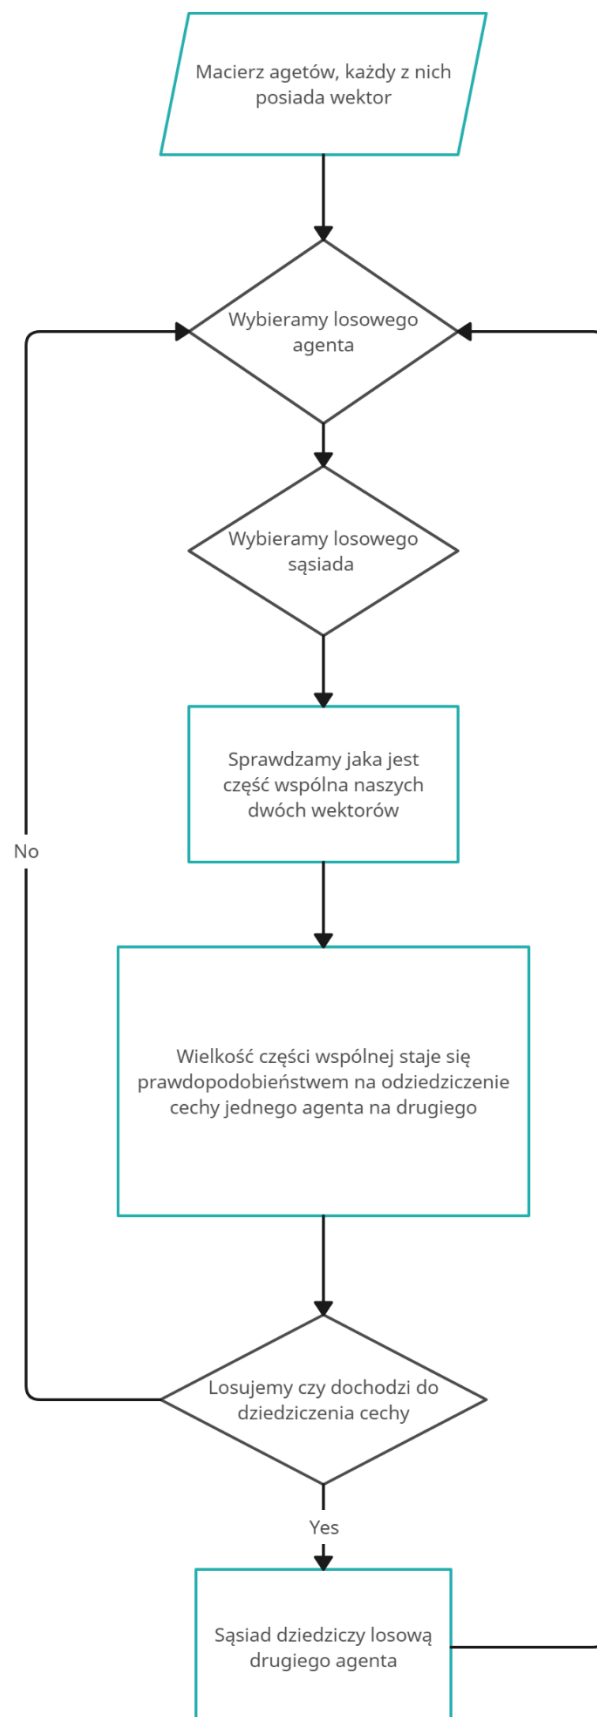 Macierz agetów, każdy z nich
posiada wektor
Wybieramy losowego
agenta
Wybieramy losowego
sąsiada
Sprawdzamy jaka jest
część wspólna naszych
dwóch wektorów
No
Wielkość części wspólnej staje się
prawdopodobieństwem na odziedziczenie
cechy jednego agenta na drugiego
Losujemy czy dochodzi do
dziedziczenia cechy
Yes
Sąsiad dziedziczy losową
drugiego agenta